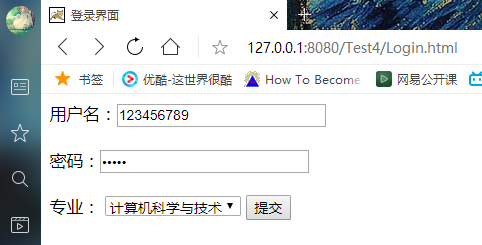 登录界面
127.0.0.1:8080/Test4/Login.html
书签 优酷-这世界很酷 How To Become 网易公开课
用户名：123456789
密码：•••••
专业： 计算机科学与技术 提交